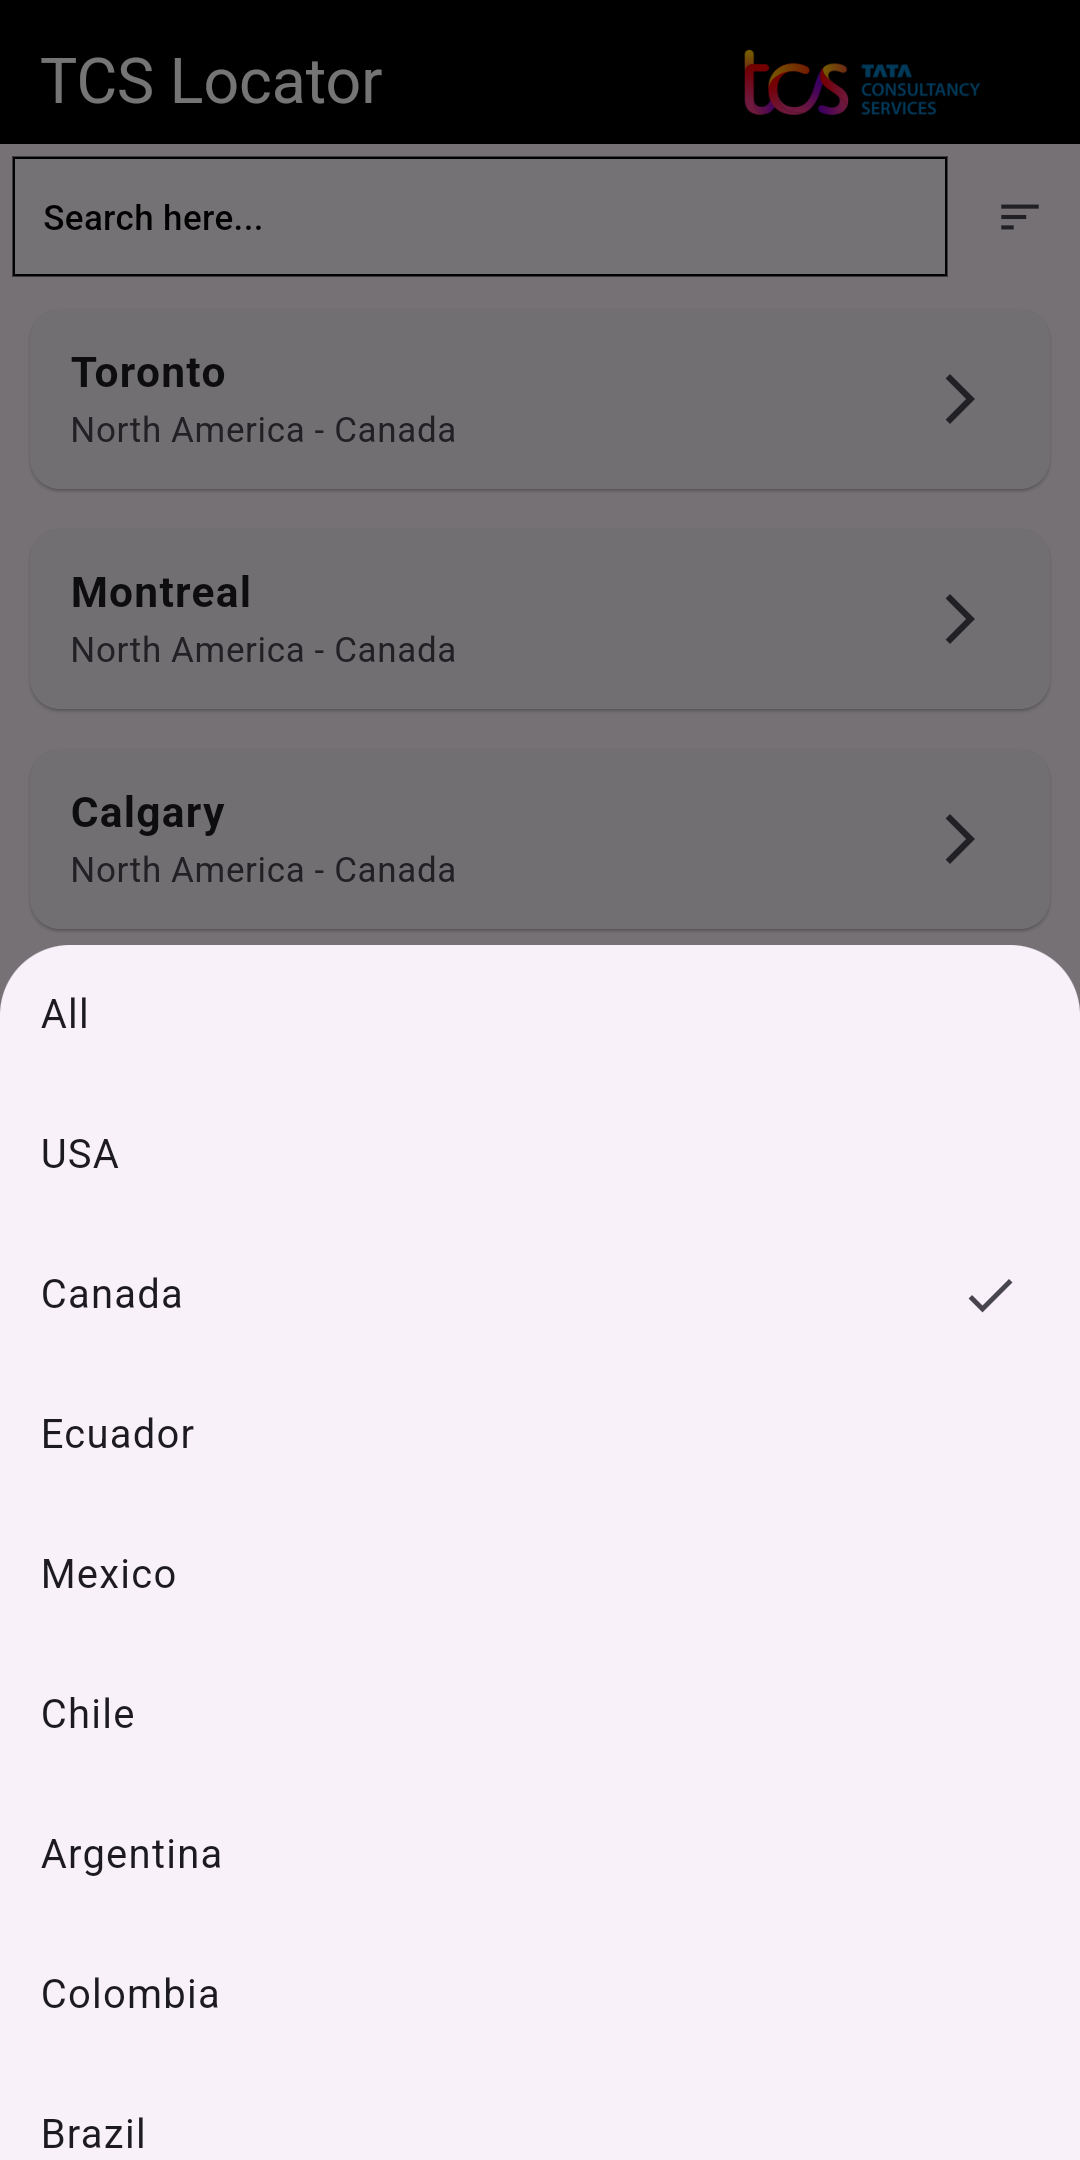 TCS Locator
tcs TATA
CONSULTANCY
SERVICES
Search here...
Toronto
North America - Canada
Montreal
North America - Canada
Calgary
North America - Canada
All
USA
Canada
Ecuador
Mexico
Chile
Argentina
Colombia
Brazil